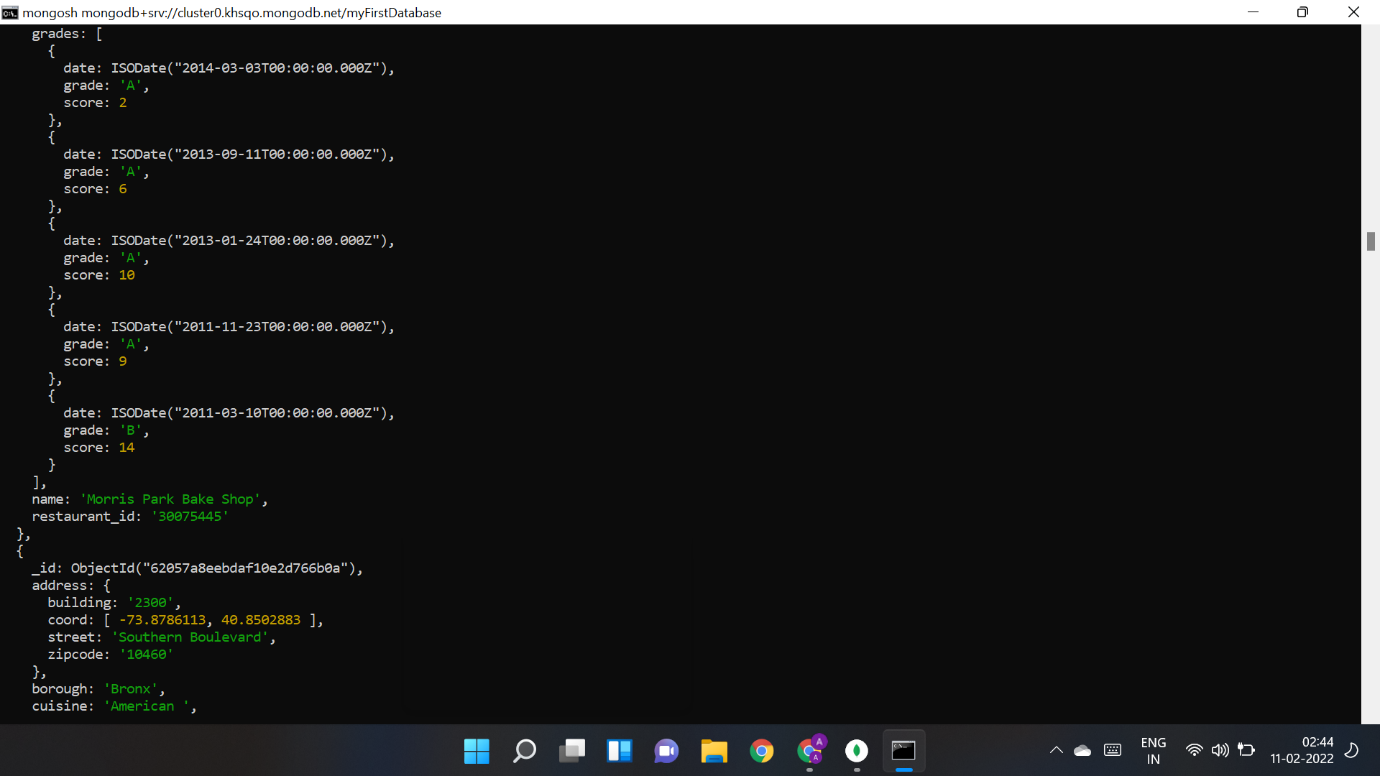 mongosh mongodb+srv://cluster0.khsqo.mongodb.net/myFirstDatabase
grades: [
{
date: ISODate("2014-03-03T00:00:00.000Z"),
grade: 'A',
score: 2
},
{
date: ISODate("2013-09-11T00:00:00.000Z"),
grade: 'A',
score: 6
},
{
date: ISODate("2013-01-24T00:00:00.000Z"),
grade: 'A',
score: 10
},
{
date: ISODate("2011-11-23T00:00:00.000Z"),
grade: 'A',
score: 9
},
{
date: ISODate("2011-03-10T00:00:00.000Z"),
grade: 'B',
score: 14
}
],
name: 'Morris Park Bake Shop',
restaurant_id: '30075445'
},
{
_id: ObjectId("62057a8eebdaf10e2d766b0a"),
address: {
building: '2300',
coord: [ -73.8786113, 40.8502883 ],
street: 'Southern Boulevard',
zipcode: '10460'
},
borough: 'Bronx',
cuisine: 'American ',
A
A
ENG
IN
02:44
11-02-2022